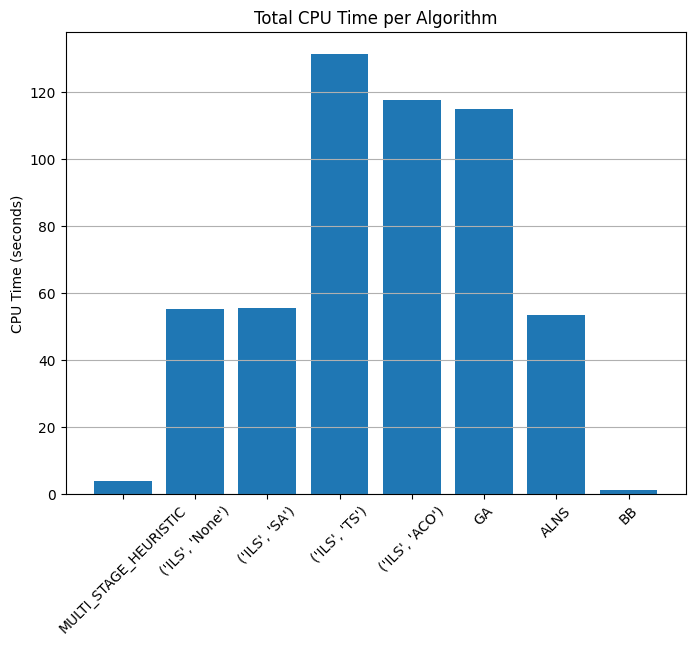 Total CPU Time per Algorithm
CPU Time (seconds)
120
100
80
60
40
20
0
MULTI_STAGE_HEURISTIC
('ILS', 'None')
('ILS', 'SA')
('ILS', 'TS')
('ILS', 'ACO')
GA
ALNS
BB